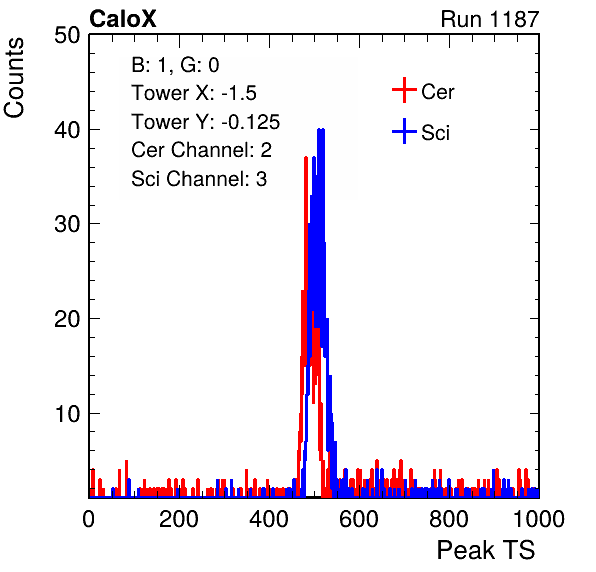 CaloX Run 1187
Counts
50
40
30
20
10
B: 1, G: 0
Tower X: -1.5
Tower Y: -0.125
Cer Channel: 2
Sci Channel: 3
Cer
Sci
0 200 400 600 800 1000
Peak TS